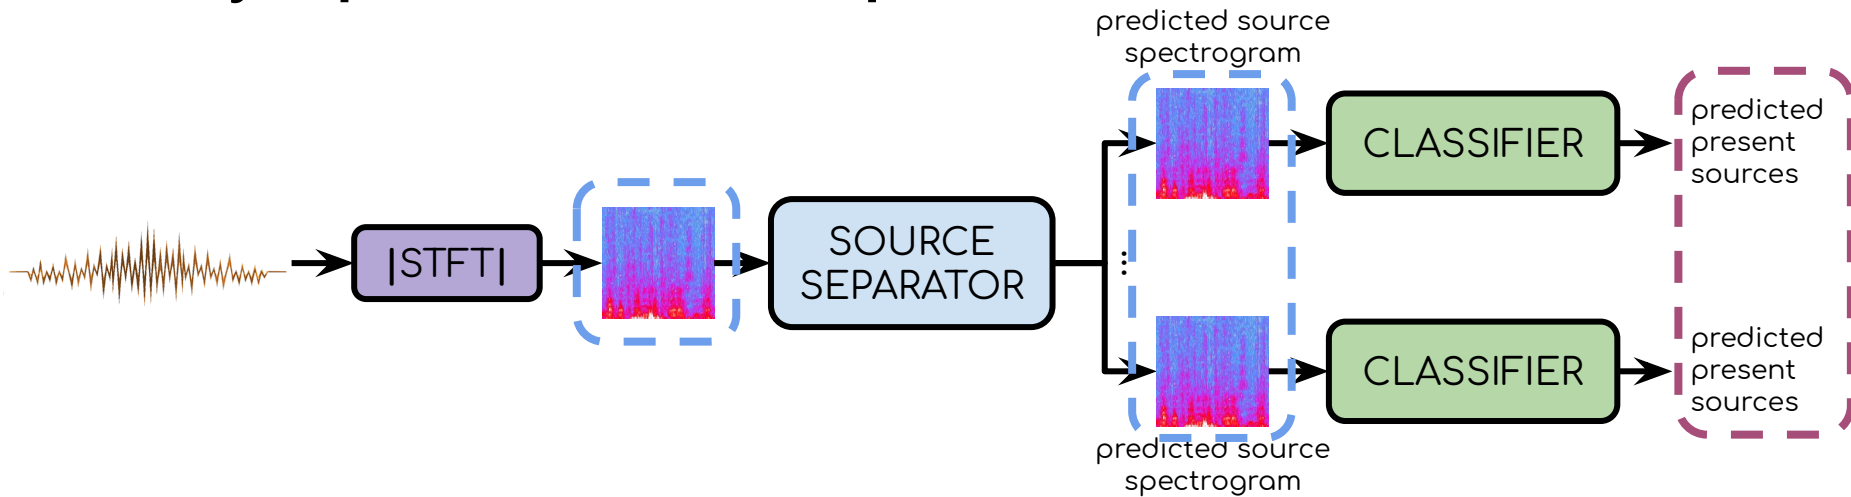 predicted source
spectrogram
CLASSIFIER
predicted
present
sources
|STFT|
SOURCE
SEPARATOR
...
CLASSIFIER
predicted
present
sources
predicted source
spectrogram